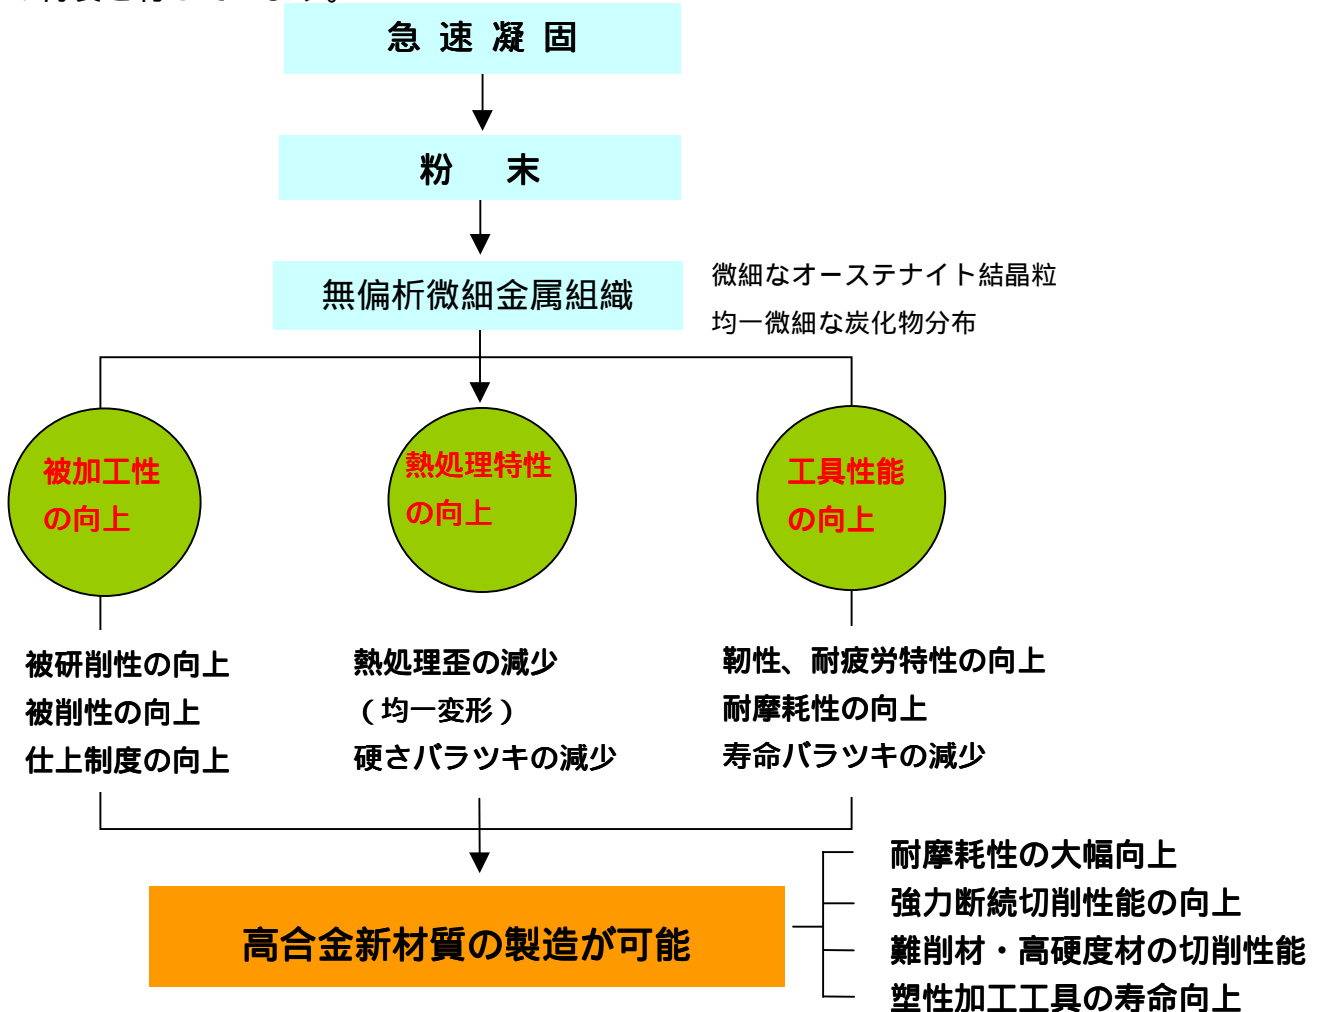 急速凝固
粉 末
無偏析微細金属組織
微細なオーステナイト結晶粒
均一微細な炭化物分布
被加工性
の向上
熱処理特性
の向上
工具性能
の向上
被研削性の向上
被削性の向上
仕上制度の向上
熱処理歪の減少
（均一変形）
硬さバラツキの減少
靭性、耐疲労特性の向上
耐摩耗性の向上
寿命バラツキの減少
高合金新材質の製造が可能
耐摩耗性の大幅向上
強力断続切削性能の向上
難削材・高硬度材の切削性能
塑性加工工具の寿命向上